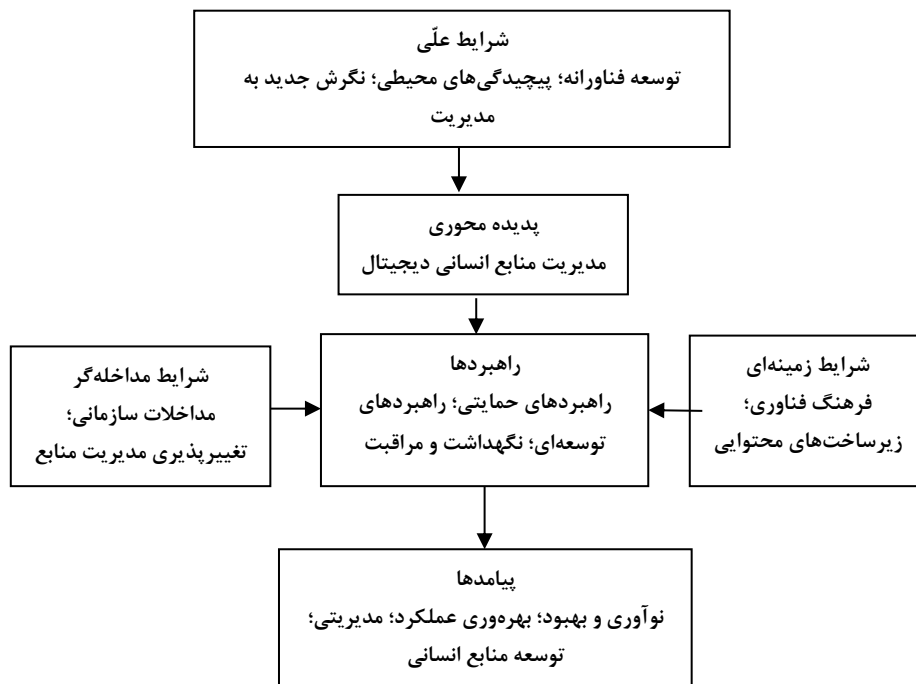 شرایط علّی
توسعه فناورانه؛ پیچیدگی‌های محیطی؛ نگرش جدید به
مدیریت
پدیده محوری
مدیریت منابع انسانی دیجیتال
شرایط زمینه‌ای
فرهنگ فناوری؛
زیرساخت‌های محتوایی
راهبردها
راهبردهای حمایتی؛ راهبردهای
توسعه‌ای؛ نگهداشت و مراقبت
شرایط مداخله‌گر
مداخلات سازمانی؛
تغییرپذیری مدیریت منابع
پیامدها
نوآوری و بهبود؛ بهره‌وری عملکرد؛ مدیریتی؛
توسعه منابع انسانی